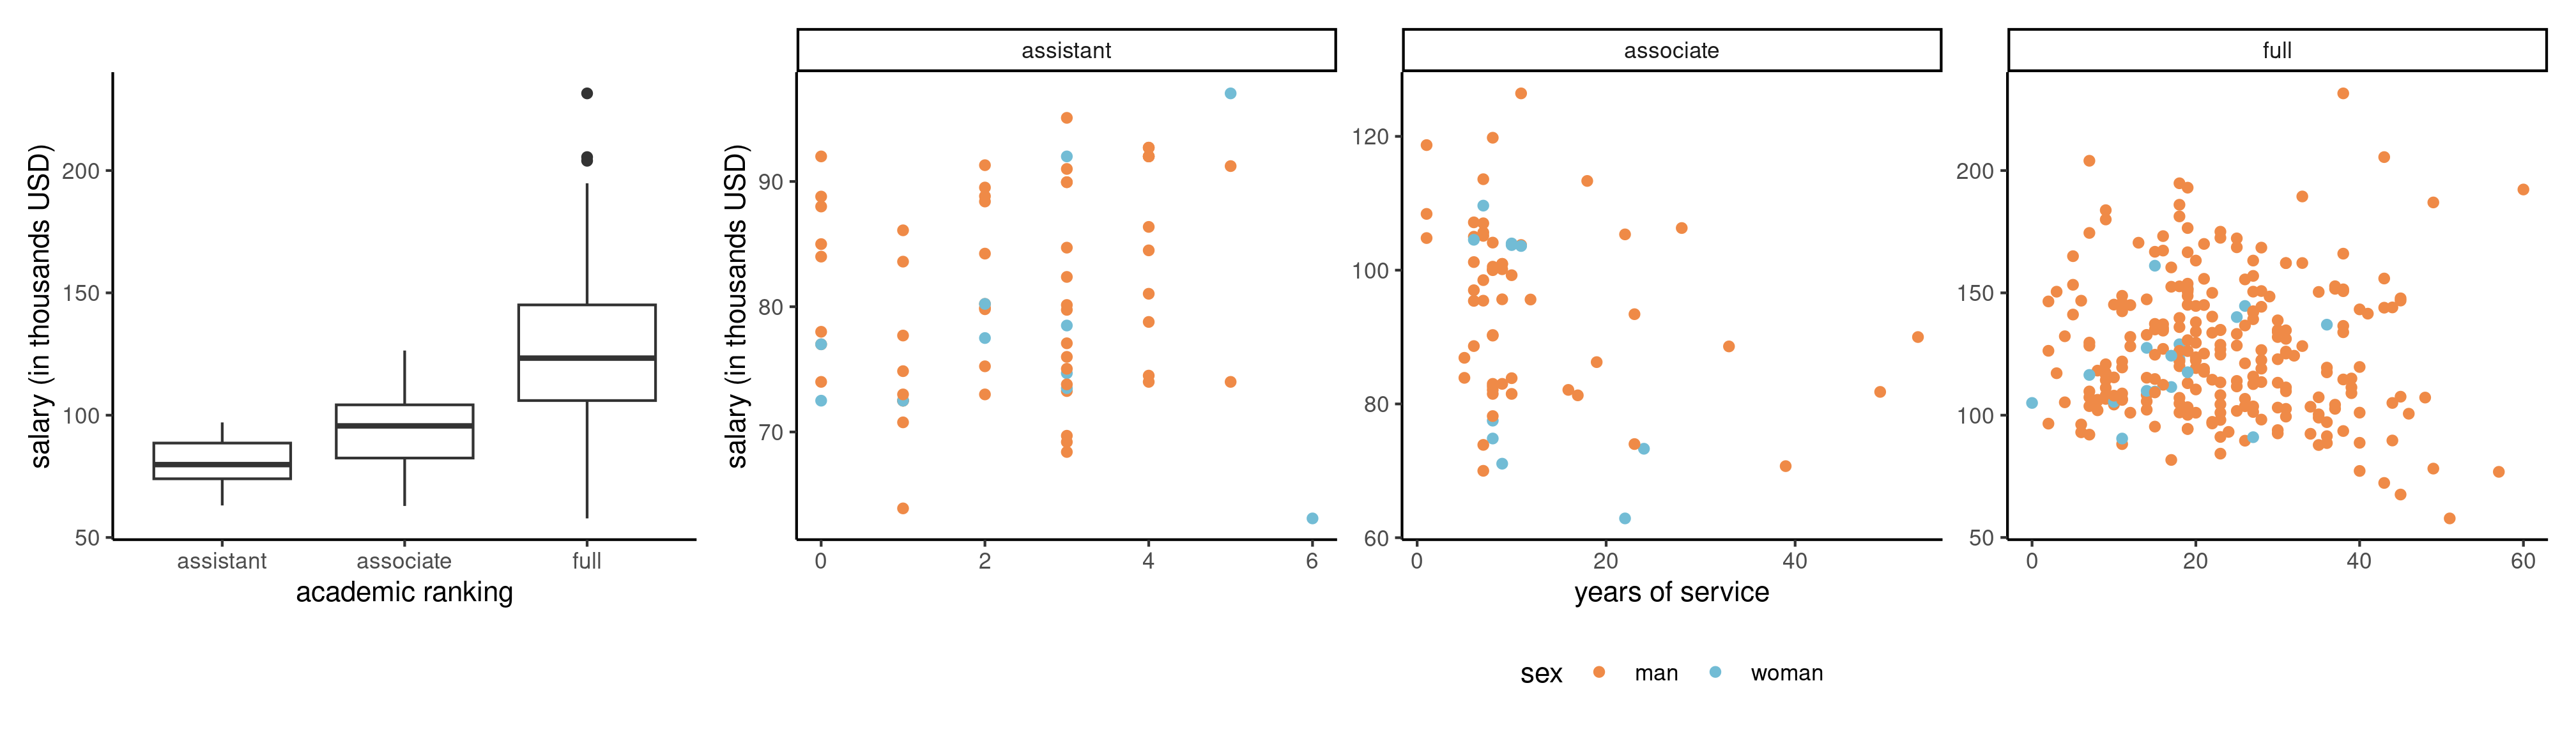 assistant
associate
full
salary (in thousands USD)
200
150
100
50
assistant
associate
full
academic ranking
salary (in thousands USD)
90
80
70
0
2
4
6
120
100
80
60
0
20
40
200
150
100
50
0
20
40
60
years of service
sex
man
woman